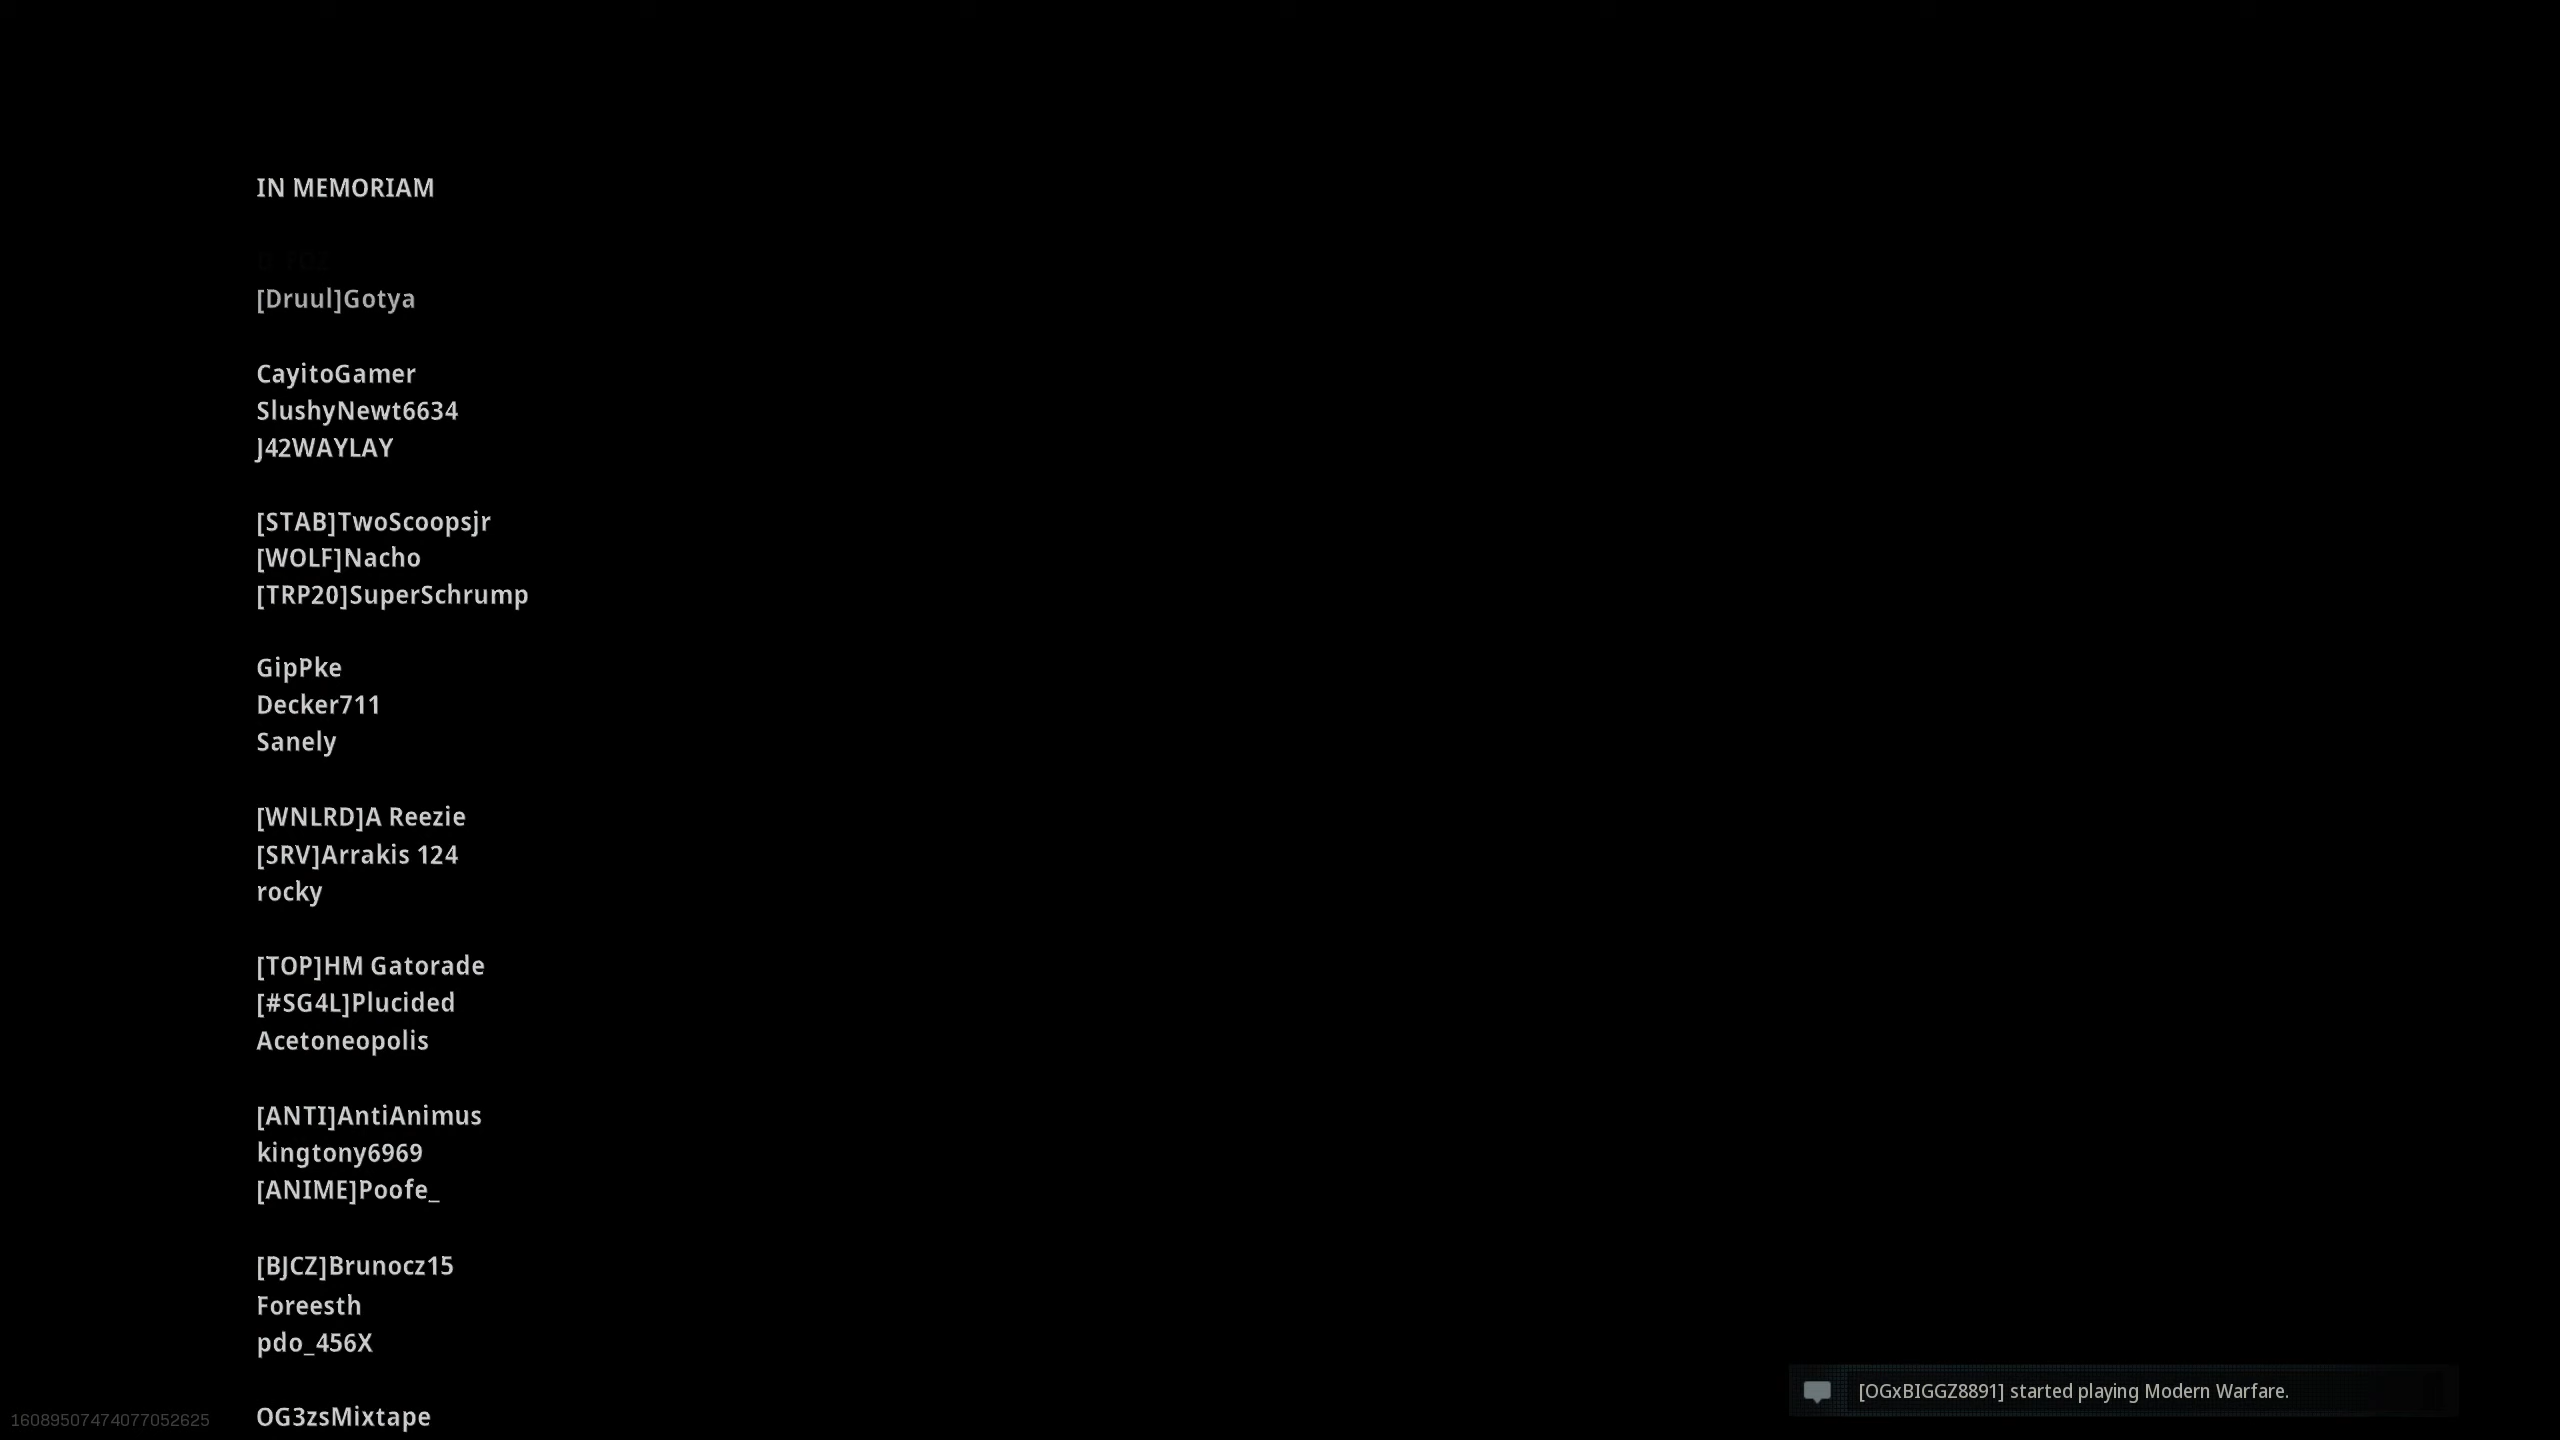 IN MEMORIAM
[Druul]Gotya
CayitoGamer
SlushyNewt6634
J42WAYLAY
[STAB]TwoScoopsjr
[WOLF]Nacho
[TRP20]SuperSchrump
GipPke
Decker711
Sanely
[WNLRD]A Reezie
[SRV]Arrakis 124
rocky
[TOP]HM Gatorade
[#SG4L]Plucided
Acetoneopolis
[ANTI]AntiAnimus
kingtony6969
[ANIME]Poofe_
[BJCZ]Brunocz15
Foreesth
pdo_456X
[OGxBIGGZ8891] started playing Modern Warfare.
OG3zsMixtape
16089507474077052625